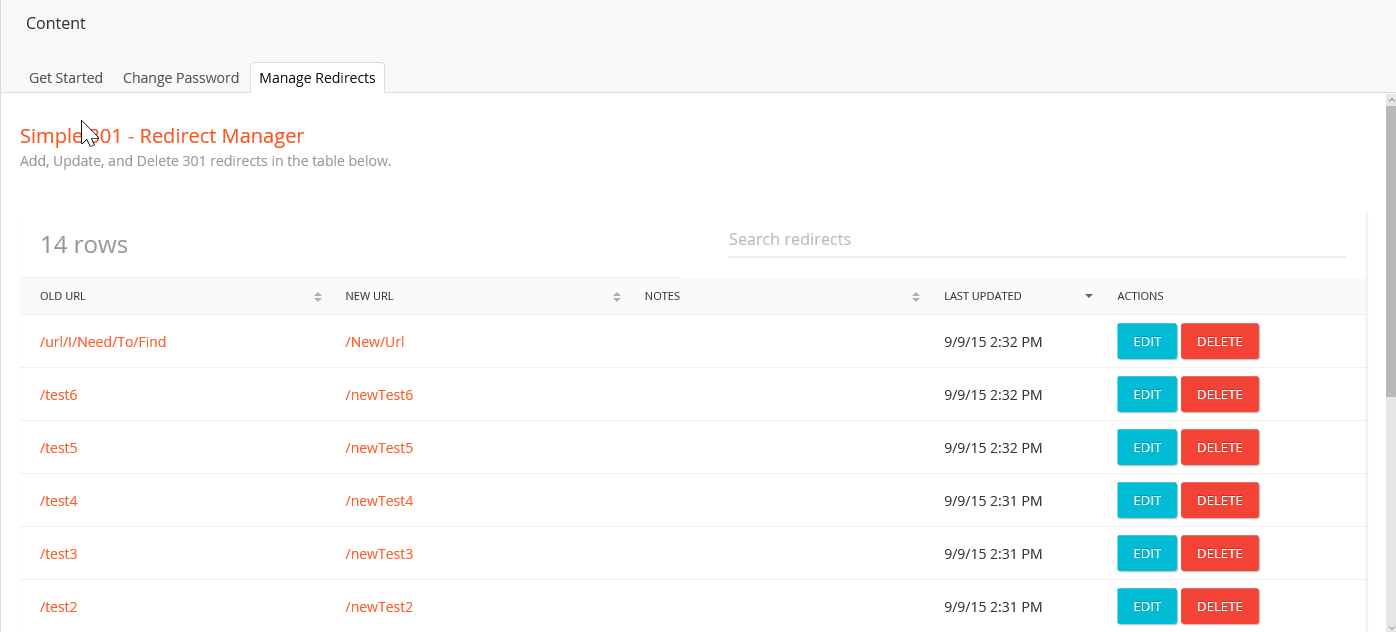 Content
Get Started Change Password Manage Redirects
Simple 301 - Redirect Manager
Add, Update, and Delete 301 redirects in the table below.
14 rows Search redirects
OLD URL NEW URL NOTES LAST UPDATED ACTIONS
/url/I/Need/To/Find /New/Url 9/9/15 2:32 PM EDIT DELETE
/test6 /newTest6 9/9/15 2:32 PM EDIT DELETE
/test5 /newTest5 9/9/15 2:32 PM EDIT DELETE
/test4 /newTest4 9/9/15 2:31 PM EDIT DELETE
/test3 /newTest3 9/9/15 2:31 PM EDIT DELETE
/test2 /newTest2 9/9/15 2:31 PM EDIT DELETE